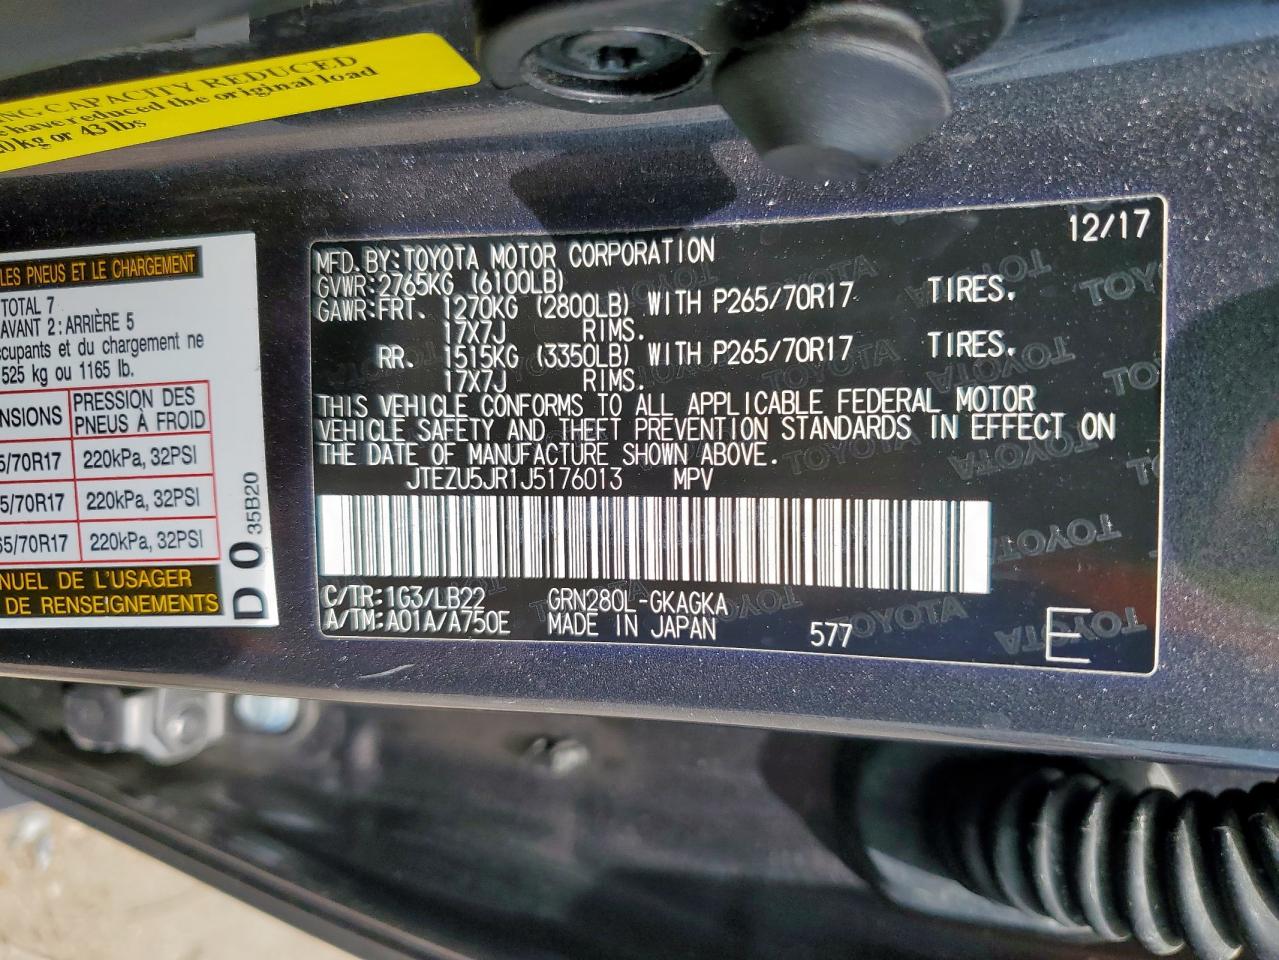 NG CAPACITY REDUCED
have reduced the original load
kg or 43 lbs
LES PNEUS ET LE CHARGEMENT
TOTAL 7
AVANT 2: ARRIÈRE 5
ccupants et du chargement ne
525 kg ou 1165 lb.
NSIONS PRESSION DES PNEUS À FROID
5/70R17 220kPa, 32PSI
5/70R17 220kPa, 32PSI
65/70R17 220kPa, 32PSI
NUEL DE L'USAGER
DE RENSEIGNEMENTS
D 0 35B20
12/17
MFD. BY: TOYOTA MOTOR CORPORATION
GVWR: 2765KG (6100LB)
GAWR: FRT. 1270KG (2800LB) WITH P265/70R17 TIRES.
17X7J RIMS.
RR. 1515KG (3350LB) WITH P265/70R17 TIRES.
17X7J RIMS.
THIS VEHICLE CONFORMS TO ALL APPLICABLE FEDERAL MOTOR
VEHICLE SAFETY AND THEFT PREVENTION STANDARDS IN EFFECT ON
THE DATE OF MANUFACTURE SHOWN ABOVE.
JTEZU5JR1J5176013 MPV
C/TR: 1G3/LB22 GRN280L-GKAGKA
A/TM: A01A/A750E MADE IN JAPAN 577 E